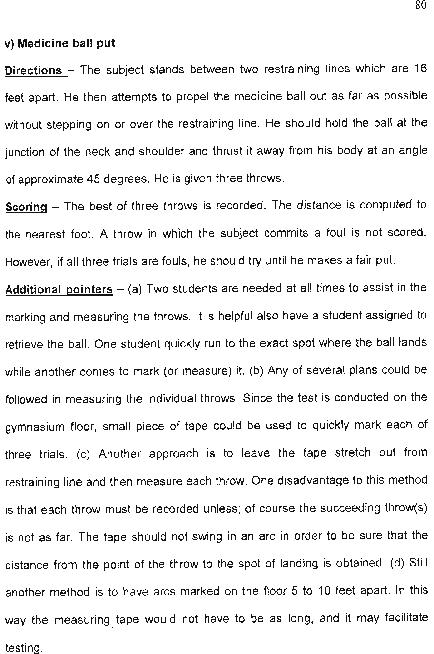 80
v) Medicine ball put
Directions – The subject stands between two restraining lines which are 16
feet apart. He then attempts to propel the medicine ball out as far as possible
without stepping on or over the restraining line. He should hold the ball at the
junction of the neck and shoulder and thrust it away from his body at an angle
of approximate 45 degrees. He is given three throws.
Scoring – The best of three throws is recorded. The distance is computed to
the nearest foot. A throw in which the subject commits a foul is not scored.
However, if all three trials are fouls, he should try until he makes a fair put.
Additional pointers – (a) Two students are needed at all times to assist in the
marking and measuring the throws. It is helpful also have a student assigned to
retrieve the ball. One student quickly run to the exact spot where the ball lands
while another comes to mark (or measure) it. (b) Any of several plans could be
followed in measuring the individual throws. Since the test is conducted on the
gymnasium floor, small piece of tape could be used to quickly mark each of
three trials. (c) Another approach is to leave the tape stretch out from
restraining line and then measure each throw. One disadvantage to this method
is that each throw must be recorded unless; of course the succeeding throw(s)
is not as far. The tape should not swing in an arc in order to be sure that the
distance from the point of the throw to the spot of landing is obtained. (d) Still
another method is to have arcs marked on the floor 5 to 10 feet apart. In this
way the measuring tape would not have to be as long, and it may facilitate
testing.